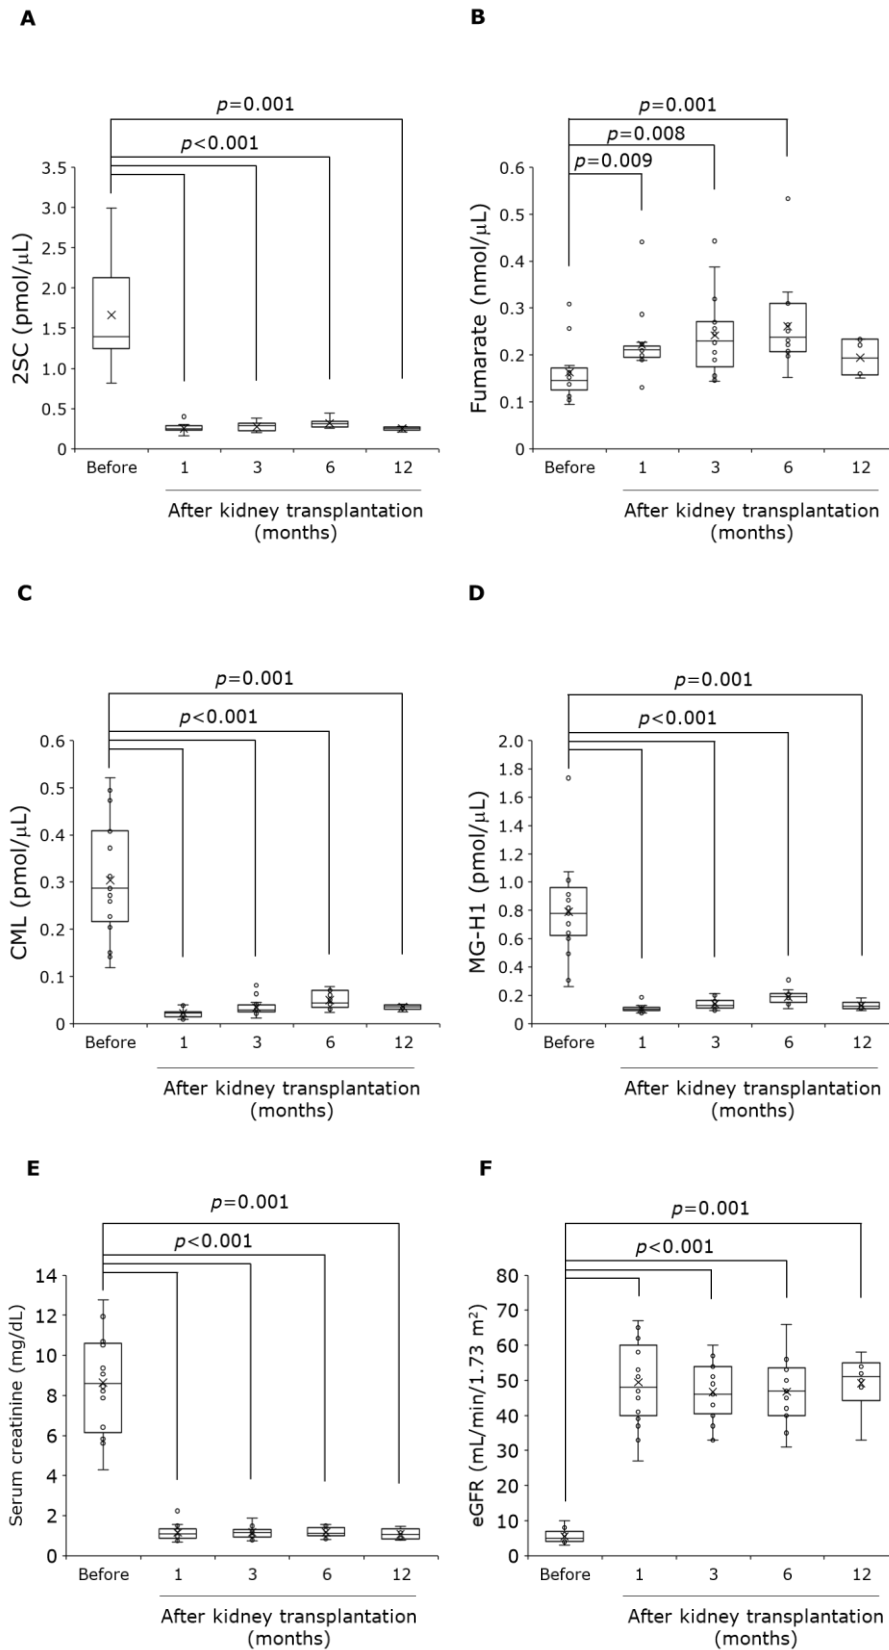 A
p=0.001
p<0.001
2SC (pmol/μL)
3.5
3.0
2.5
2.0
1.5
1.0
0.5
0
Before
1
3
6
12
After kidney transplantation
(months)
B
p=0.001
p=0.008
p=0.009
Fumarate (nmol/μL)
0.6
0.5
0.4
0.3
0.2
0.1
0
Before
1
3
6
12
After kidney transplantation
(months)
C
p=0.001
p<0.001
CML (pmol/μL)
0.6
0.5
0.4
0.3
0.2
0.1
0
Before
1
3
6
12
After kidney transplantation
(months)
D
p=0.001
p<0.001
MG-H1 (pmol/μL)
2.0
1.8
1.6
1.4
1.2
1.0
0.8
0.6
0.4
0.2
0
Before
1
3
6
12
After kidney transplantation
(months)
E
p=0.001
p<0.001
Serum creatinine (mg/dL)
14
12
10
8
6
4
2
0
Before
1
3
6
12
After kidney transplantation
(months)
F
p=0.001
p<0.001
eGFR (mL/min/1.73 m²)
80
70
60
50
40
30
20
10
0
Before
1
3
6
12
After kidney transplantation
(months)